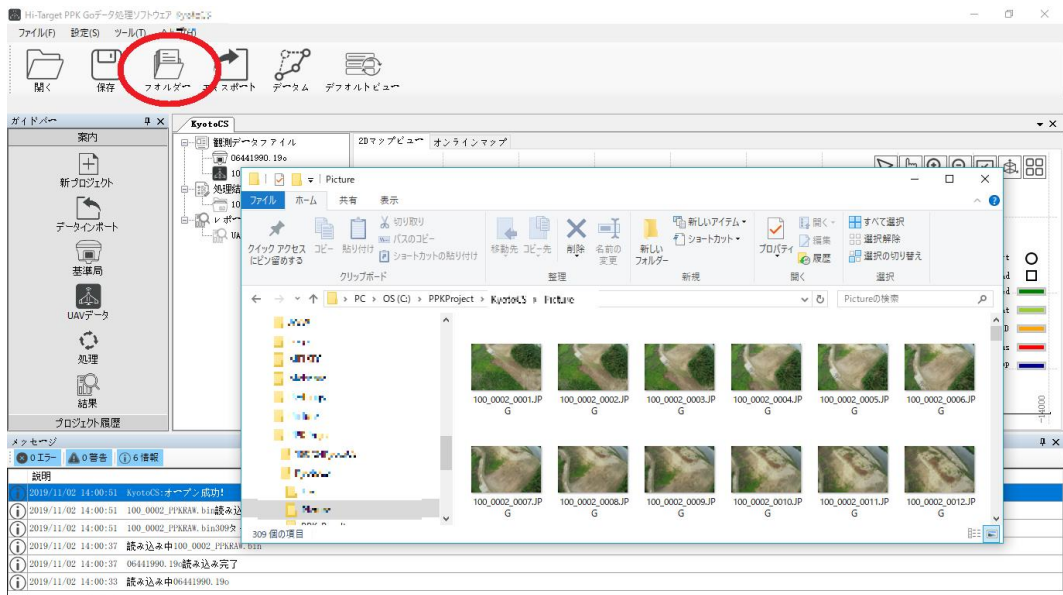 Hi-Target PPK Goデータ処理ソフトウェア KyotoCS
ファイル(F) 設定(S) ツール(T)
開く 保存 フォルダー エクスポート データム デフォルトビュー
ガイドバー
案内
新プロジェクト
データインポート
基準局
UAVデータ
処理
結果
プロジェクト履歴
KyotoCS
観測データファイル
06441990.19o
10
処理結
10
レポー
UA
2Dマップビュー オンラインマップ
Picture
ファイル ホーム 共有 表示
クイック アクセスにピン留めする
コピー 貼り付け
切り取り
パスのコピー
ショートカットの貼り付け
クリップボード
移動先 コピー先 削除 名前の変更
整理
新しいフォルダー
新しいアイテム
ショートカット
新規
プロパティ
開く
編集
履歴
開く
すべて選択
選択解除
選択の切り替え
選択
PC › OS (C:) › PPKProject › KyotoCS › Picture
Pictureの検索
100_0002_0001.JPG 100_0002_0002.JPG 100_0002_0003.JPG 100_0002_0004.JPG 100_0002_0005.JPG 100_0002_0006.JPG
100_0002_0007.JPG 100_0002_0008.JPG 100_0002_0009.JPG 100_0002_0010.JPG 100_0002_0011.JPG 100_0002_0012.JPG
309 個の項目
-14000
メッセージ
0 エラー 0 警告 6 情報
説明
2019/11/02 14:00:51 KyotoCS:オープン成功!
2019/11/02 14:00:51 100_0002_PPKRAW.bin読み込
2019/11/02 14:00:51 100_0002_PPKRAW.bin309タ
2019/11/02 14:00:37 読み込み中100_0002_PPKRAW.bin
2019/11/02 14:00:37 06441990.19o読み込み完了
2019/11/02 14:00:33 読み込み中06441990.19o